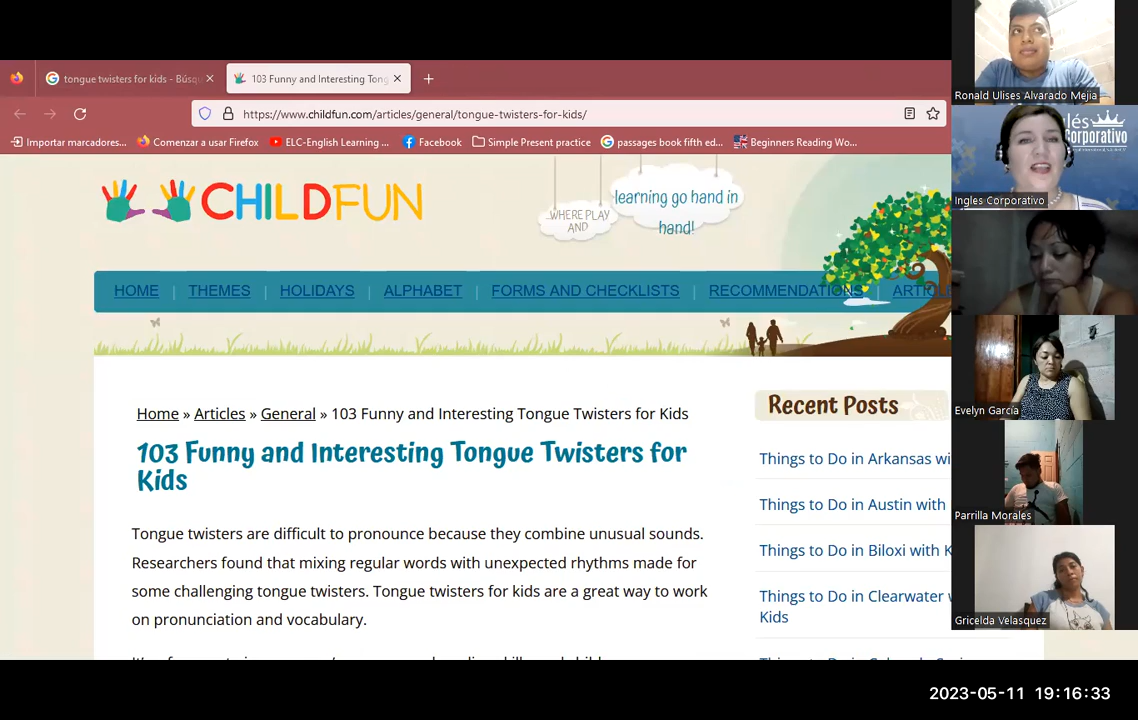 tongue twisters for kids - Búsq
103 Funny and Interesting Tong
https://www.childfun.com/articles/general/tongue-twisters-for-kids/
Importar marcadores...
Comenzar a usar Firefox
ELC-English Learning ...
Facebook
Simple Present practice
passages book fifth ed...
Beginners Reading Wo...
CHILDFUN
...WHERE PLAY
AND
learning go hand in
hand!
HOME | THEMES | HOLIDAYS | ALPHABET | FORMS AND CHECKLISTS | RECOMMENDATIONS | ARTICLE
Home » Articles » General » 103 Funny and Interesting Tongue Twisters for Kids
103 Funny and Interesting Tongue Twisters for
Kids
Tongue twisters are difficult to pronounce because they combine unusual sounds.
Researchers found that mixing regular words with unexpected rhythms made for
some challenging tongue twisters. Tongue twisters for kids are a great way to work
on pronunciation and vocabulary.
Recent Posts
Things to Do in Arkansas wi
Things to Do in Austin with
Things to Do in Biloxi with K
Things to Do in Clearwater w
Kids
Ronald Ulises Alvarado Mejia
lés
Corporativo
Ingles Corporativo
Evelyn García
Parrilla Morales
Gricelda Velasquez
2023-05-11 19:16:33